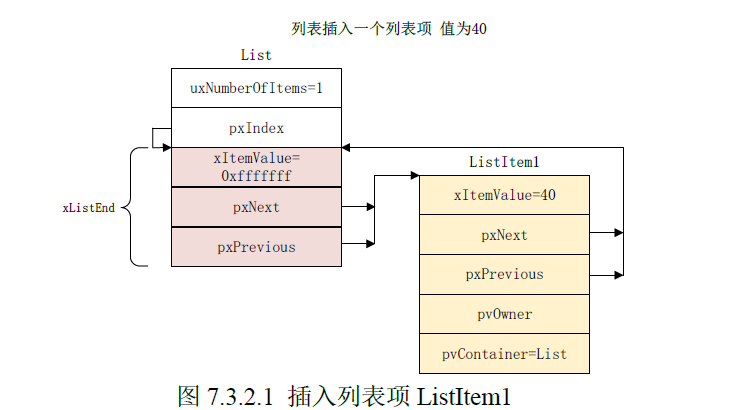 列表插入一个列表项 值为40
List
uxNumberOfItems=1
pxIndex
xItemValue=
0xfffffff
pxNext
pxPrevious
xListEnd
ListItem1
xItemValue=40
pxNext
pxPrevious
pvOwner
pvContainer=List
图 7.3.2.1 插入列表项 ListItem1